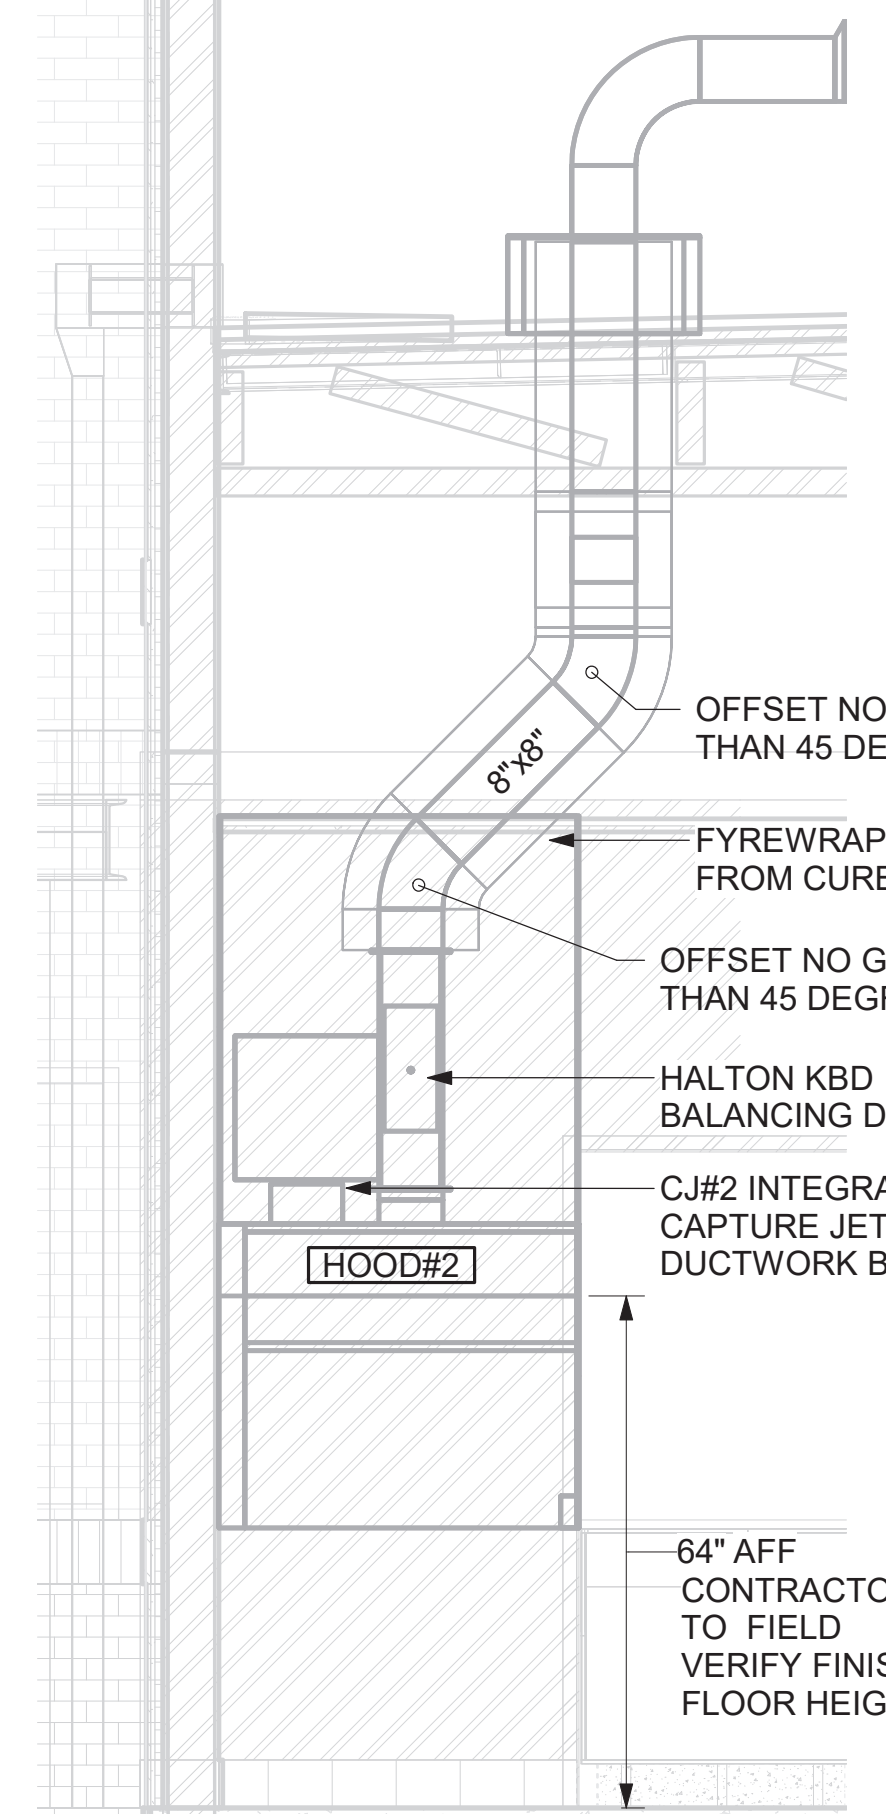 OFFSET NO
THAN 45 DE
8"x8"
FYREWRAP
FROM CURB
OFFSET NO G
THAN 45 DEGR
HALTON KBD
BALANCING D
CJ#2 INTEGRA
CAPTURE JET
DUCTWORK B
HOOD#2
64" AFF
CONTRACTO
TO FIELD
VERIFY FINIS
FLOOR HEIG